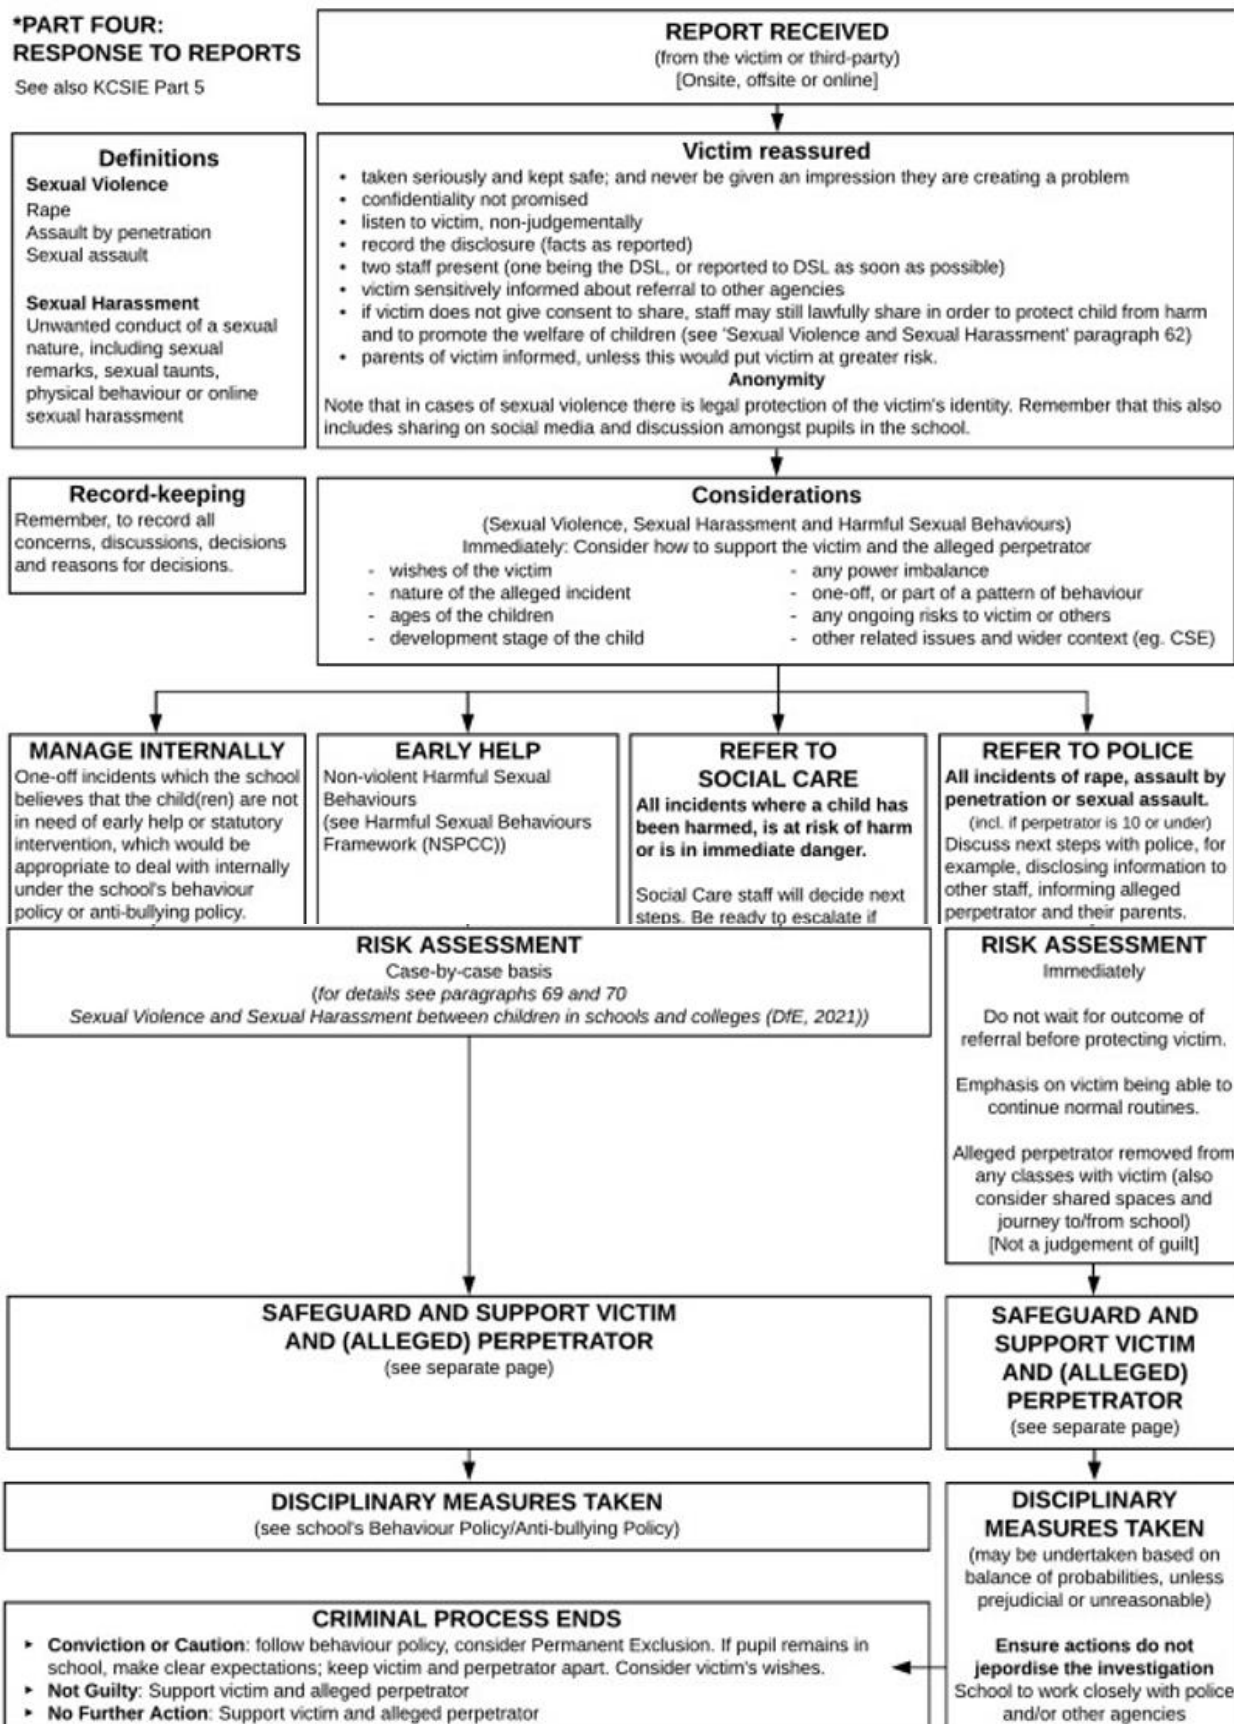 *PART FOUR:
RESPONSE TO REPORTS
See also KCSIE Part 5
REPORT RECEIVED
(from the victim or third-party)
[Onsite, offsite or online]
Definitions
Sexual Violence
Rape
Assault by penetration
Sexual assault
Sexual Harassment
Unwanted conduct of a sexual
nature, including sexual
remarks, sexual taunts,
physical behaviour or online
sexual harassment
Victim reassured
• taken seriously and kept safe; and never be given an impression they are creating a problem
• confidentiality not promised
• listen to victim, non-judgementally
• record the disclosure (facts as reported)
• two staff present (one being the DSL, or reported to DSL as soon as possible)
• victim sensitively informed about referral to other agencies
• if victim does not give consent to share, staff may still lawfully share in order to protect child from harm
and to promote the welfare of children (see 'Sexual Violence and Sexual Harassment' paragraph 62)
• parents of victim informed, unless this would put victim at greater risk.
Anonymity
Note that in cases of sexual violence there is legal protection of the victim's identity. Remember that this also
includes sharing on social media and discussion amongst pupils in the school.
Record-keeping
Remember, to record all
concerns, discussions, decisions
and reasons for decisions.
Considerations
(Sexual Violence, Sexual Harassment and Harmful Sexual Behaviours)
Immediately: Consider how to support the victim and the alleged perpetrator
- wishes of the victim
- nature of the alleged incident
- ages of the children
- development stage of the child
- any power imbalance
- one-off, or part of a pattern of behaviour
- any ongoing risks to victim or others
- other related issues and wider context (eg. CSE)
MANAGE INTERNALLY
One-off incidents which the school
believes that the child(ren) are not
in need of early help or statutory
intervention, which would be
appropriate to deal with internally
under the school's behaviour
policy or anti-bullying policy.
EARLY HELP
Non-violent Harmful Sexual
Behaviours
(see Harmful Sexual Behaviours
Framework (NSPCC))
REFER TO
SOCIAL CARE
All incidents where a child has
been harmed, is at risk of harm
or is in immediate danger.
Social Care staff will decide next
steps. Be ready to escalate if
REFER TO POLICE
All incidents of rape, assault by
penetration or sexual assault.
(incl. if perpetrator is 10 or under)
Discuss next steps with police, for
example, disclosing information to
other staff, informing alleged
perpetrator and their parents.
RISK ASSESSMENT
Case-by-case basis
(for details see paragraphs 69 and 70
Sexual Violence and Sexual Harassment between children in schools and colleges (DfE, 2021))
RISK ASSESSMENT
Immediately
Do not wait for outcome of
referral before protecting victim.
Emphasis on victim being able to
continue normal routines.
Alleged perpetrator removed from
any classes with victim (also
consider shared spaces and
journey to/from school)
[Not a judgement of guilt]
SAFEGUARD AND SUPPORT VICTIM
AND (ALLEGED) PERPETRATOR
(see separate page)
SAFEGUARD AND
SUPPORT VICTIM
AND (ALLEGED)
PERPETRATOR
(see separate page)
DISCIPLINARY MEASURES TAKEN
(see school's Behaviour Policy/Anti-bullying Policy)
DISCIPLINARY
MEASURES TAKEN
(may be undertaken based on
balance of probabilities, unless
prejudicial or unreasonable)
Ensure actions do not
jepordise the investigation
School to work closely with police
and/or other agencies
CRIMINAL PROCESS ENDS
▸ Conviction or Caution: follow behaviour policy, consider Permanent Exclusion. If pupil remains in
school, make clear expectations; keep victim and perpetrator apart. Consider victim's wishes.
▸ Not Guilty: Support victim and alleged perpetrator
▸ No Further Action: Support victim and alleged perpetrator